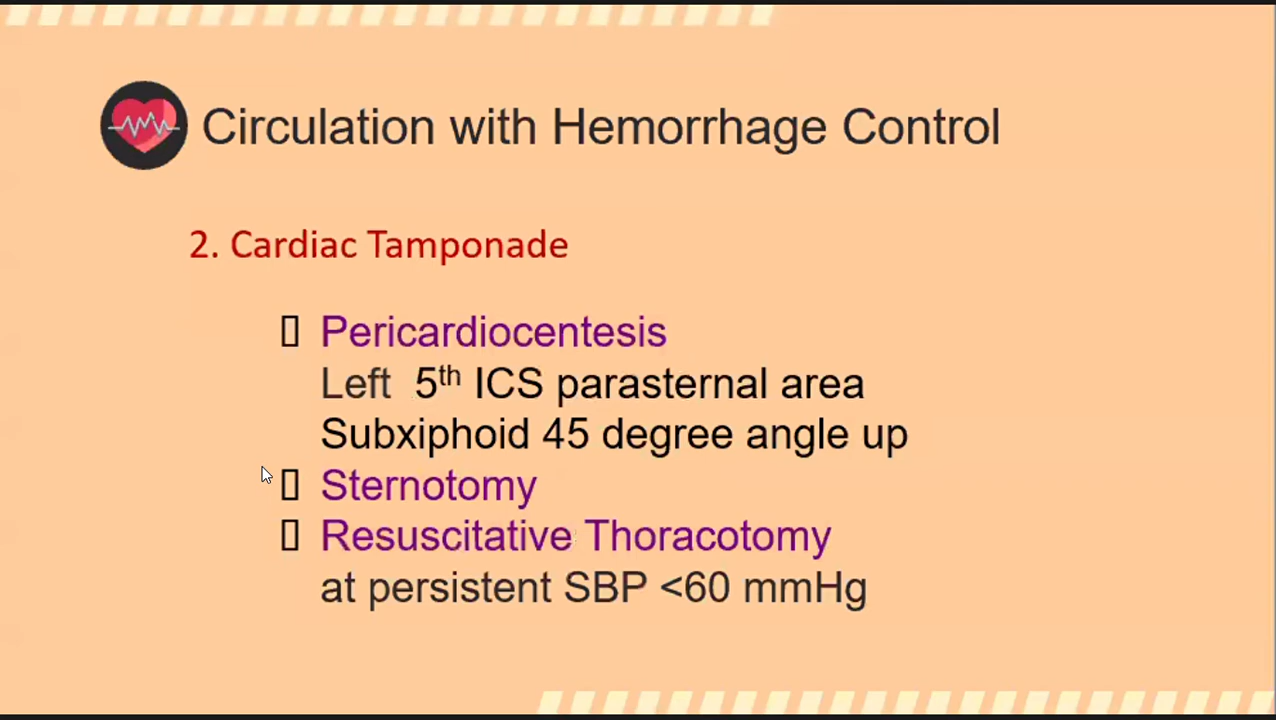 Circulation with Hemorrhage Control
2. Cardiac Tamponade
Pericardiocentesis
Left 5th ICS parasternal area
Subxiphoid 45 degree angle up
Sternotomy
Resuscitative Thoracotomy
at persistent SBP <60 mmHg